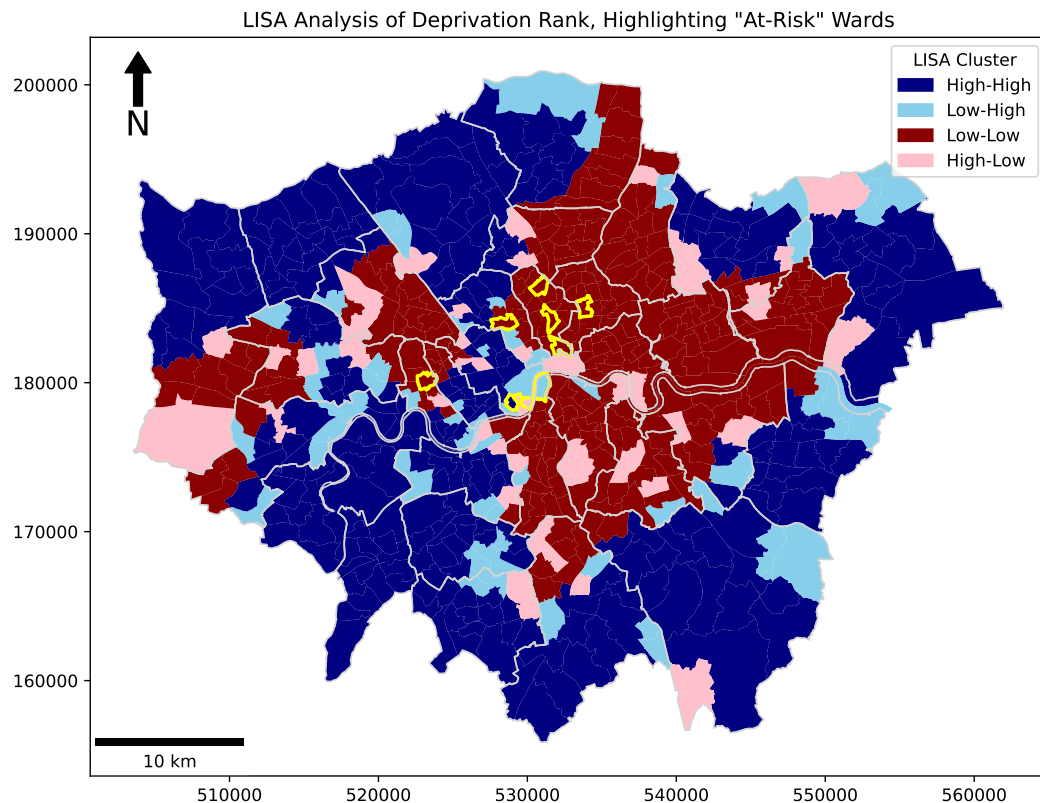 LISA Analysis of Deprivation Rank, Highlighting "At-Risk" Wards
LISA Cluster
High-High
Low-High
Low-Low
High-Low
N
200000
190000
180000
170000
160000
10 km
510000 520000 530000 540000 550000 560000